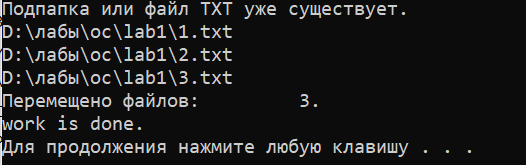 Подпапка или файл TXT уже существует.
D:\лабы\ос\lab1\1.txt
D:\лабы\ос\lab1\2.txt
D:\лабы\ос\lab1\3.txt
Перемещено файлов:         3.
work is done.
Для продолжения нажмите любую клавишу . . .